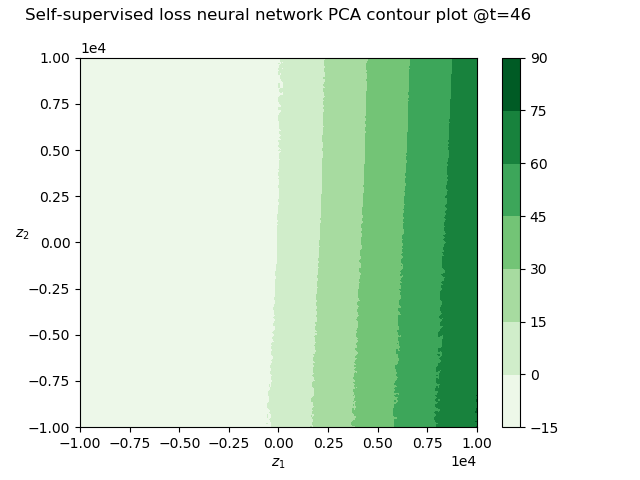 Self-supervised loss neural network PCA contour plot @t=46
1e4
1.00
0.75
0.50
0.25
0.00
−0.25
−0.50
−0.75
−1.00
z2
−1.00 −0.75 −0.50 −0.25 0.00 0.25 0.50 0.75 1.00
z1
1e4
90
75
60
45
30
15
0
−15